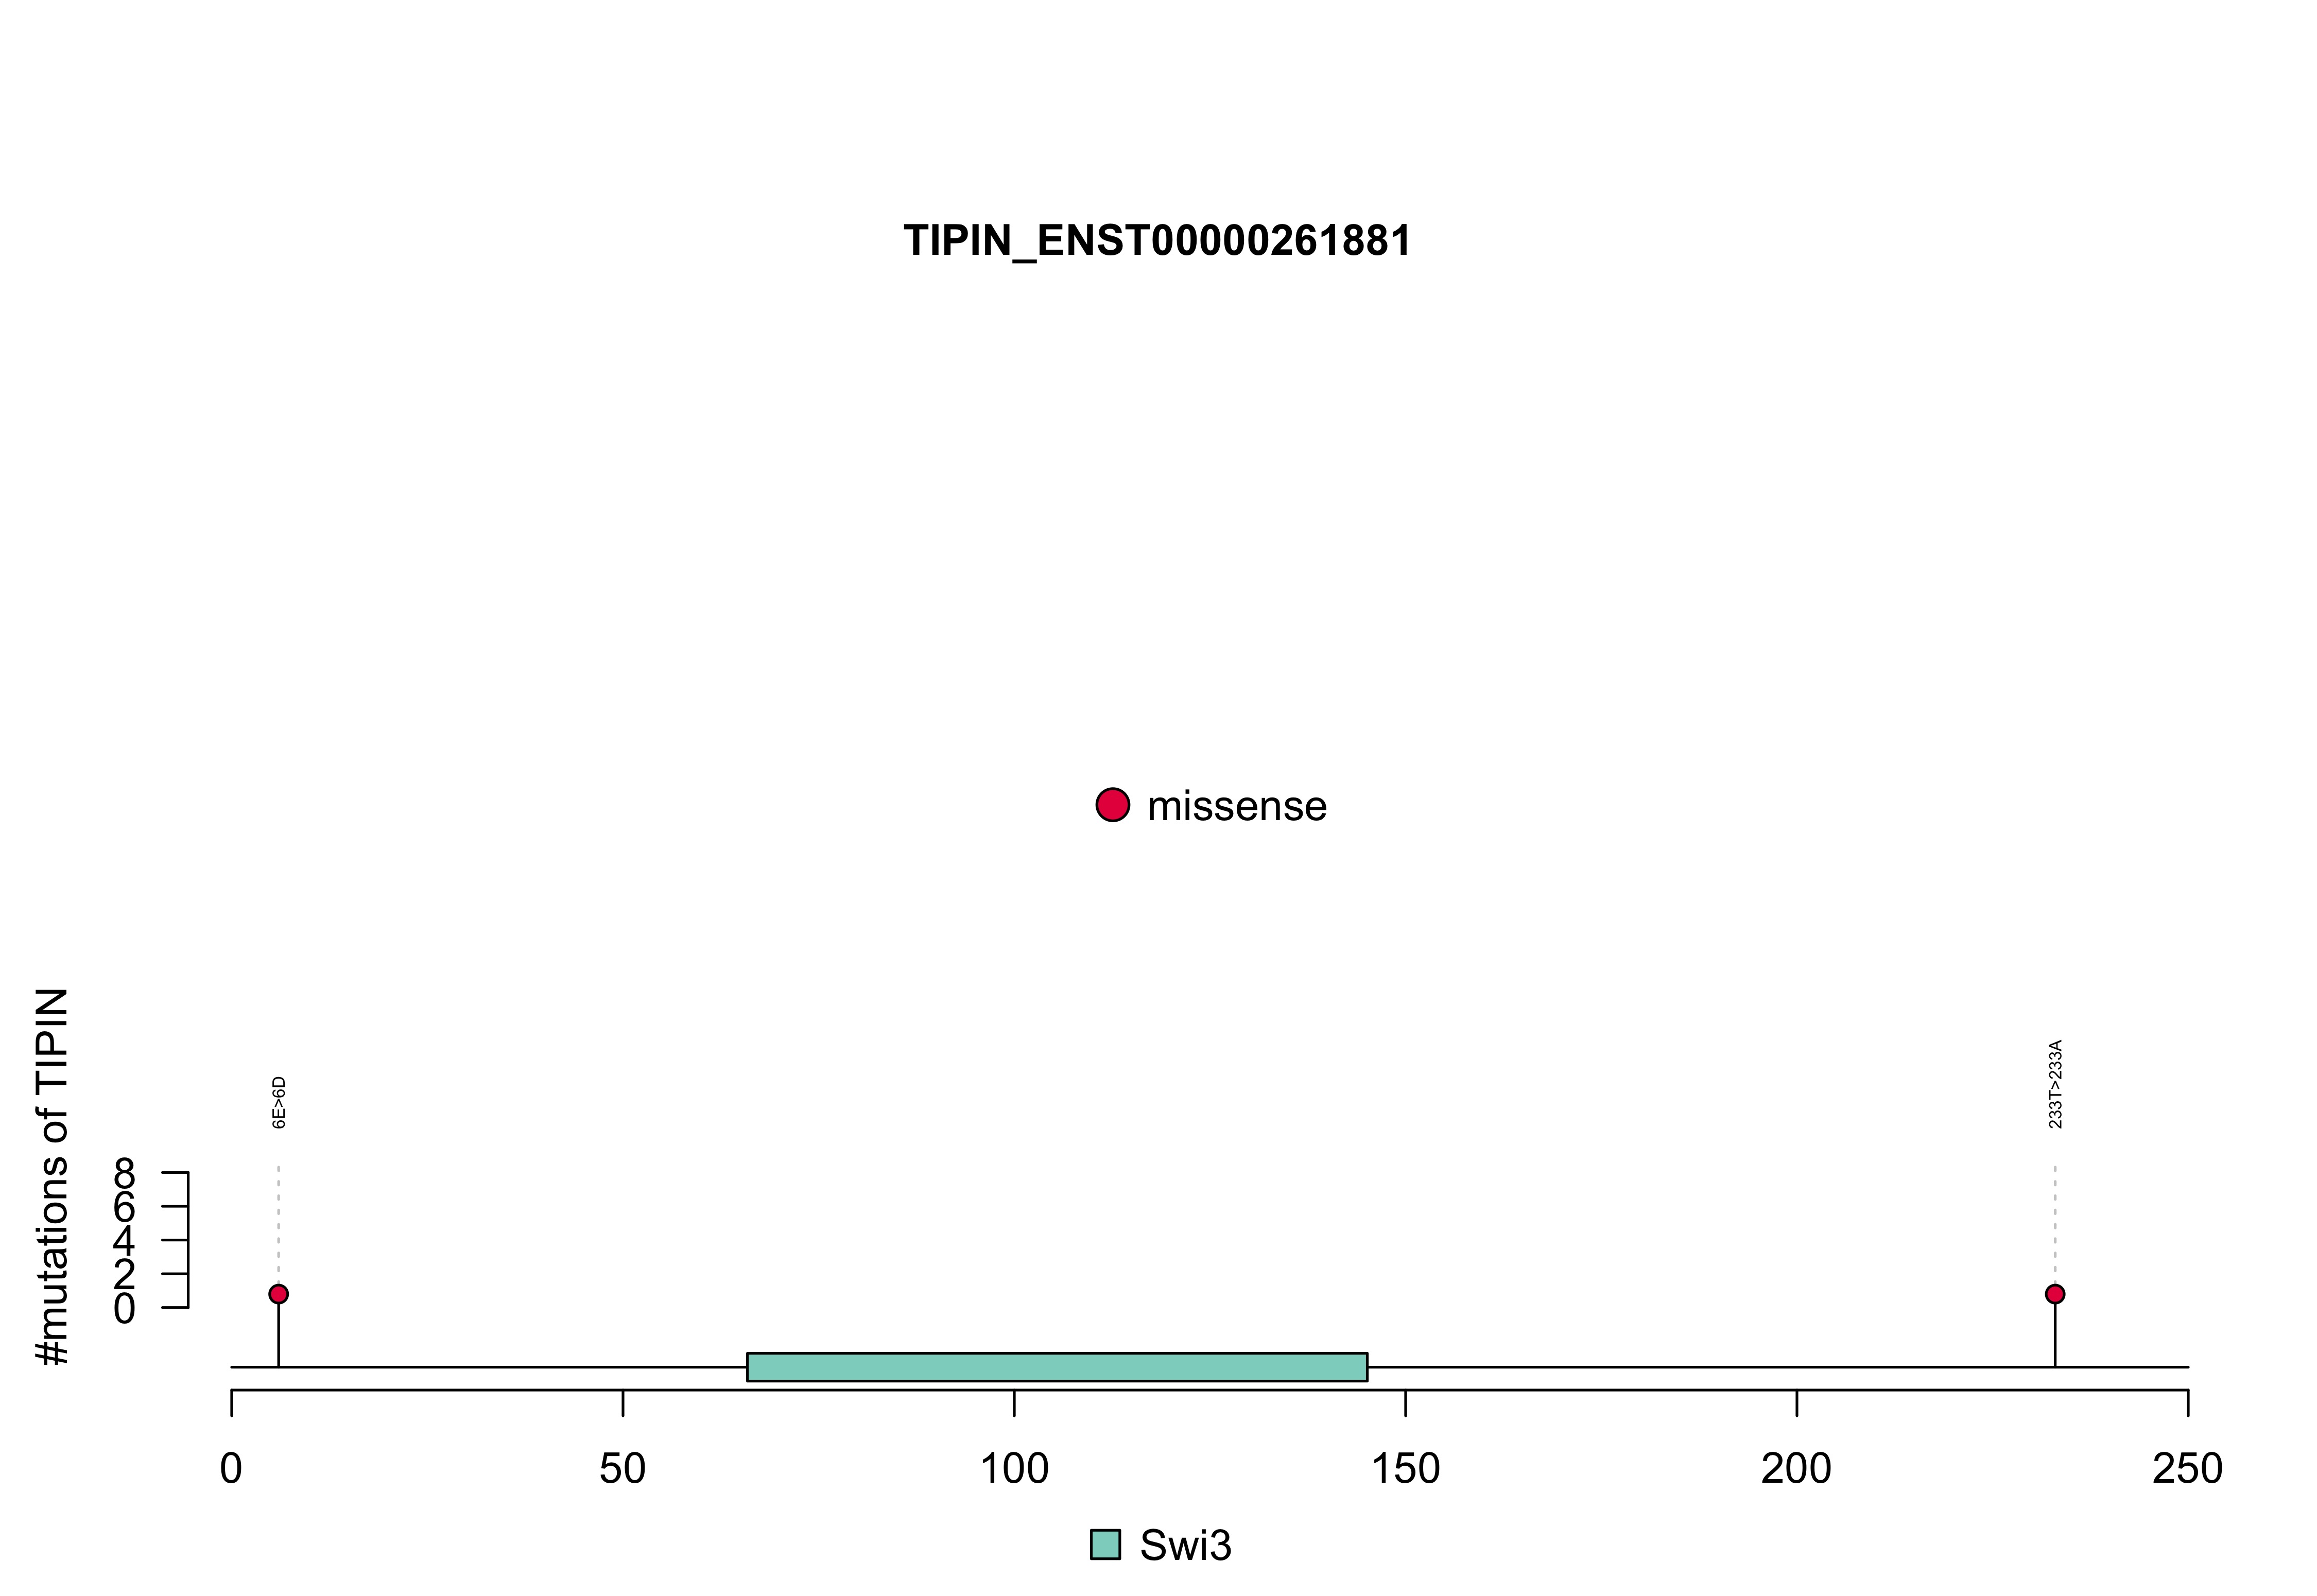 TIPIN_ENST00000261881
missense
#mutations of TIPIN
6E>6D
233T>233A
8
6
4
2
0
0 50 100 150 200 250
Swi3